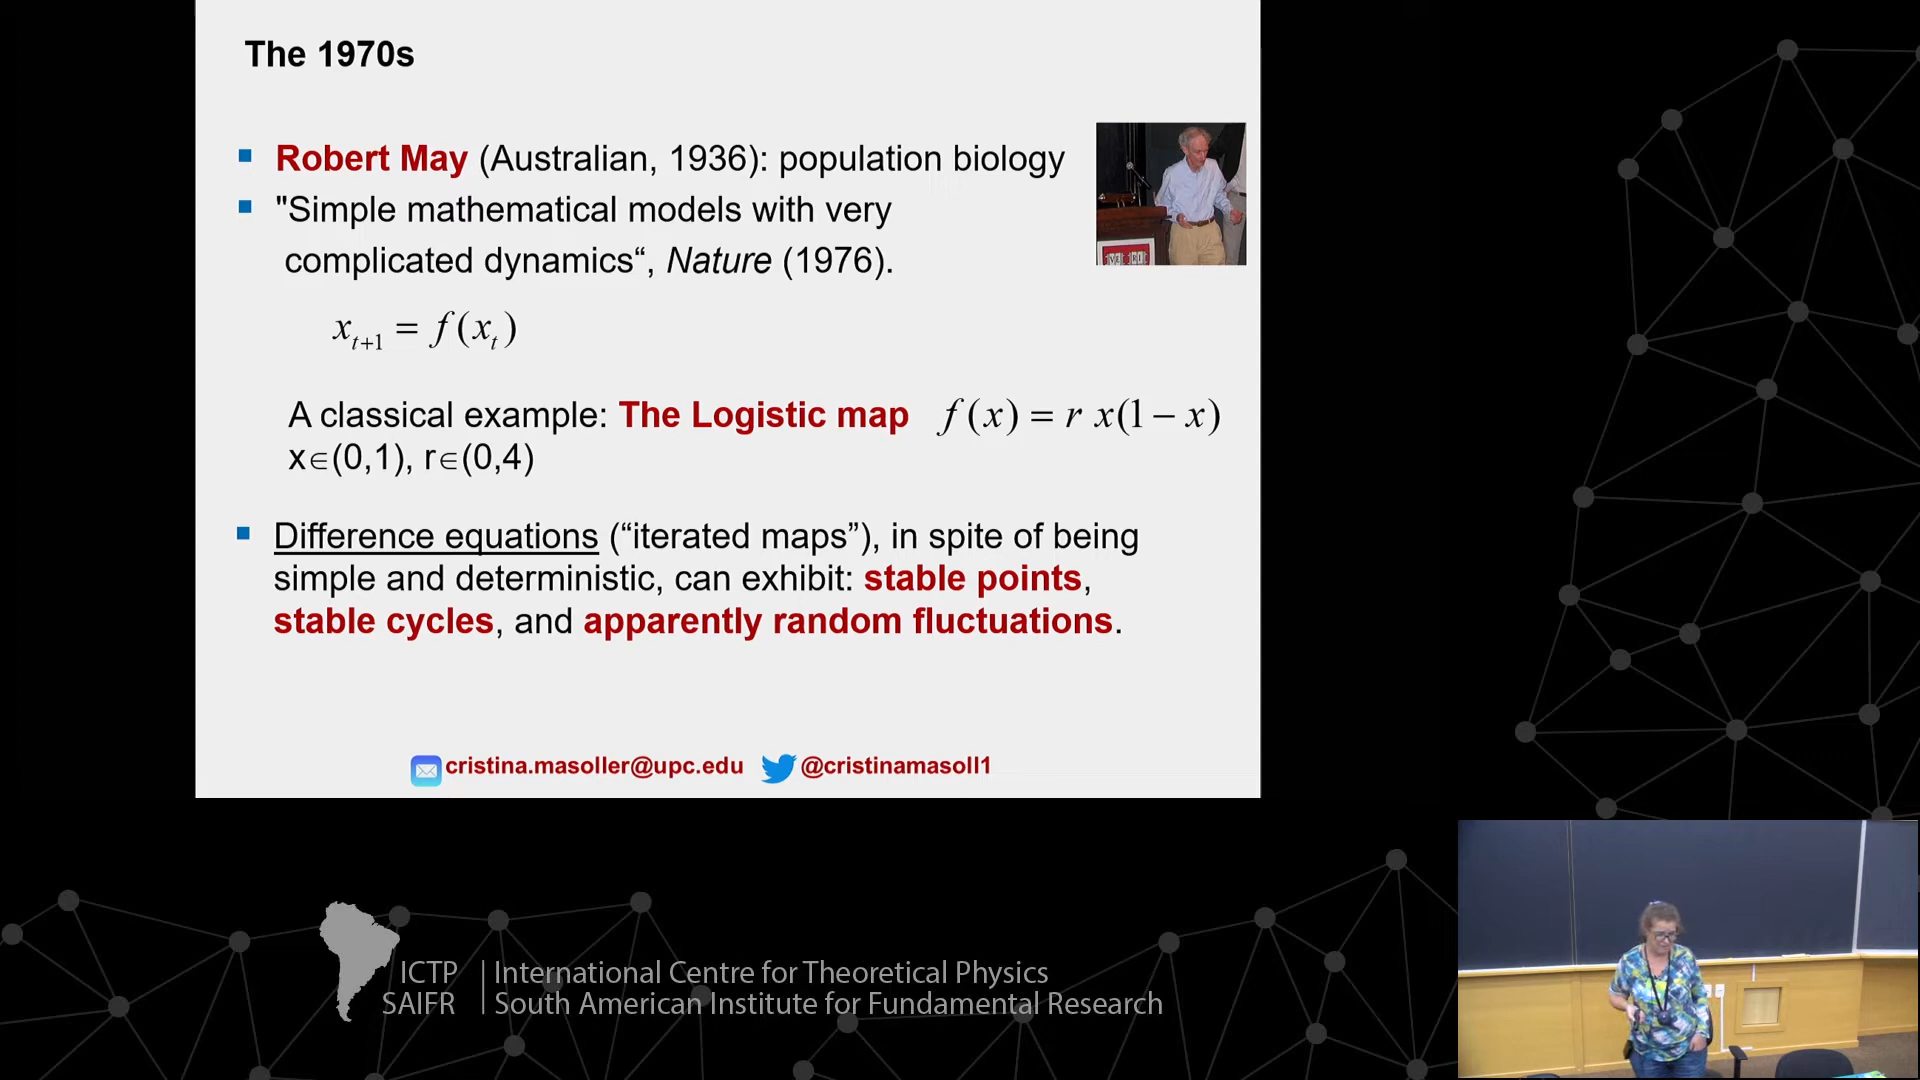 The 1970s
Robert May (Australian, 1936): population biology
"Simple mathematical models with very
complicated dynamics“, Nature (1976).
xₜ₊₁ = f(xₜ)
A classical example: The Logistic map f(x) = r x(1 − x)
x∈(0,1), r∈(0,4)
Difference equations (“iterated maps”), in spite of being
simple and deterministic, can exhibit: stable points,
stable cycles, and apparently random fluctuations.
cristina.masoller@upc.edu @cristinamasoll1
ICTP | International Centre for Theoretical Physics
SAIFR | South American Institute for Fundamental Research